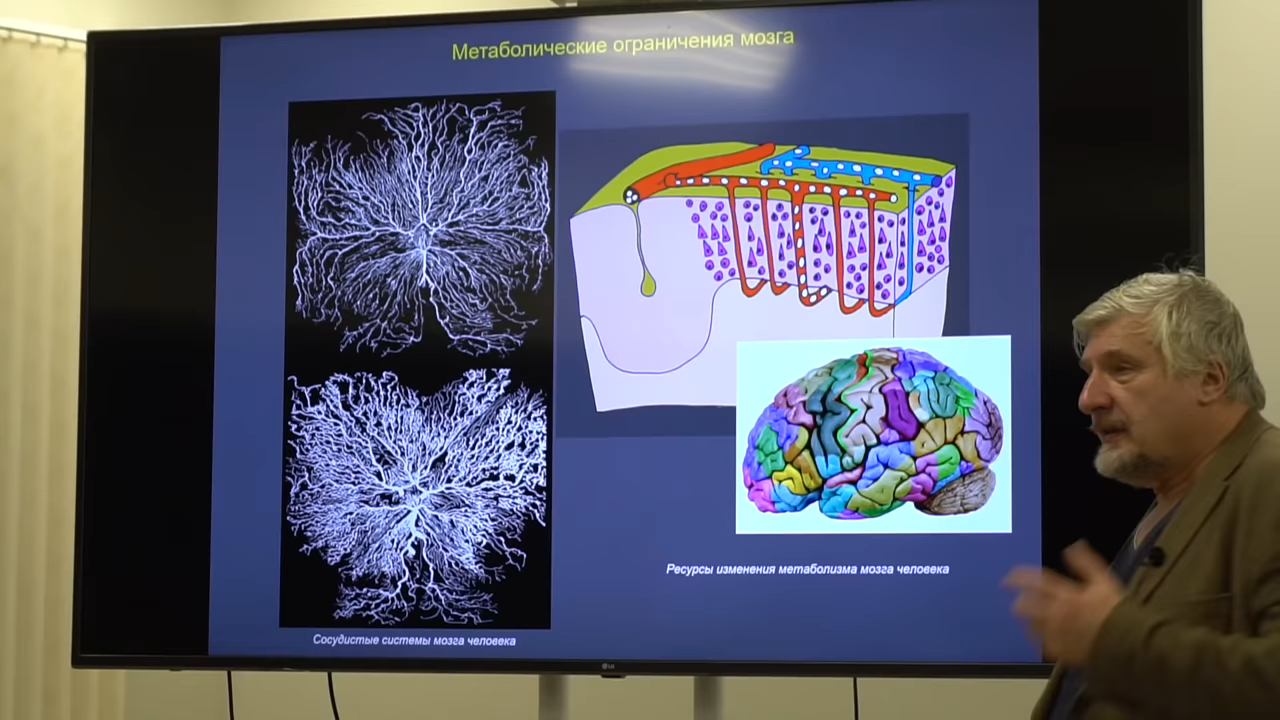 Метаболические ограничения мозга
Ресурсы изменения метаболизма мозга человека
Сосудистые системы мозга человека
LG